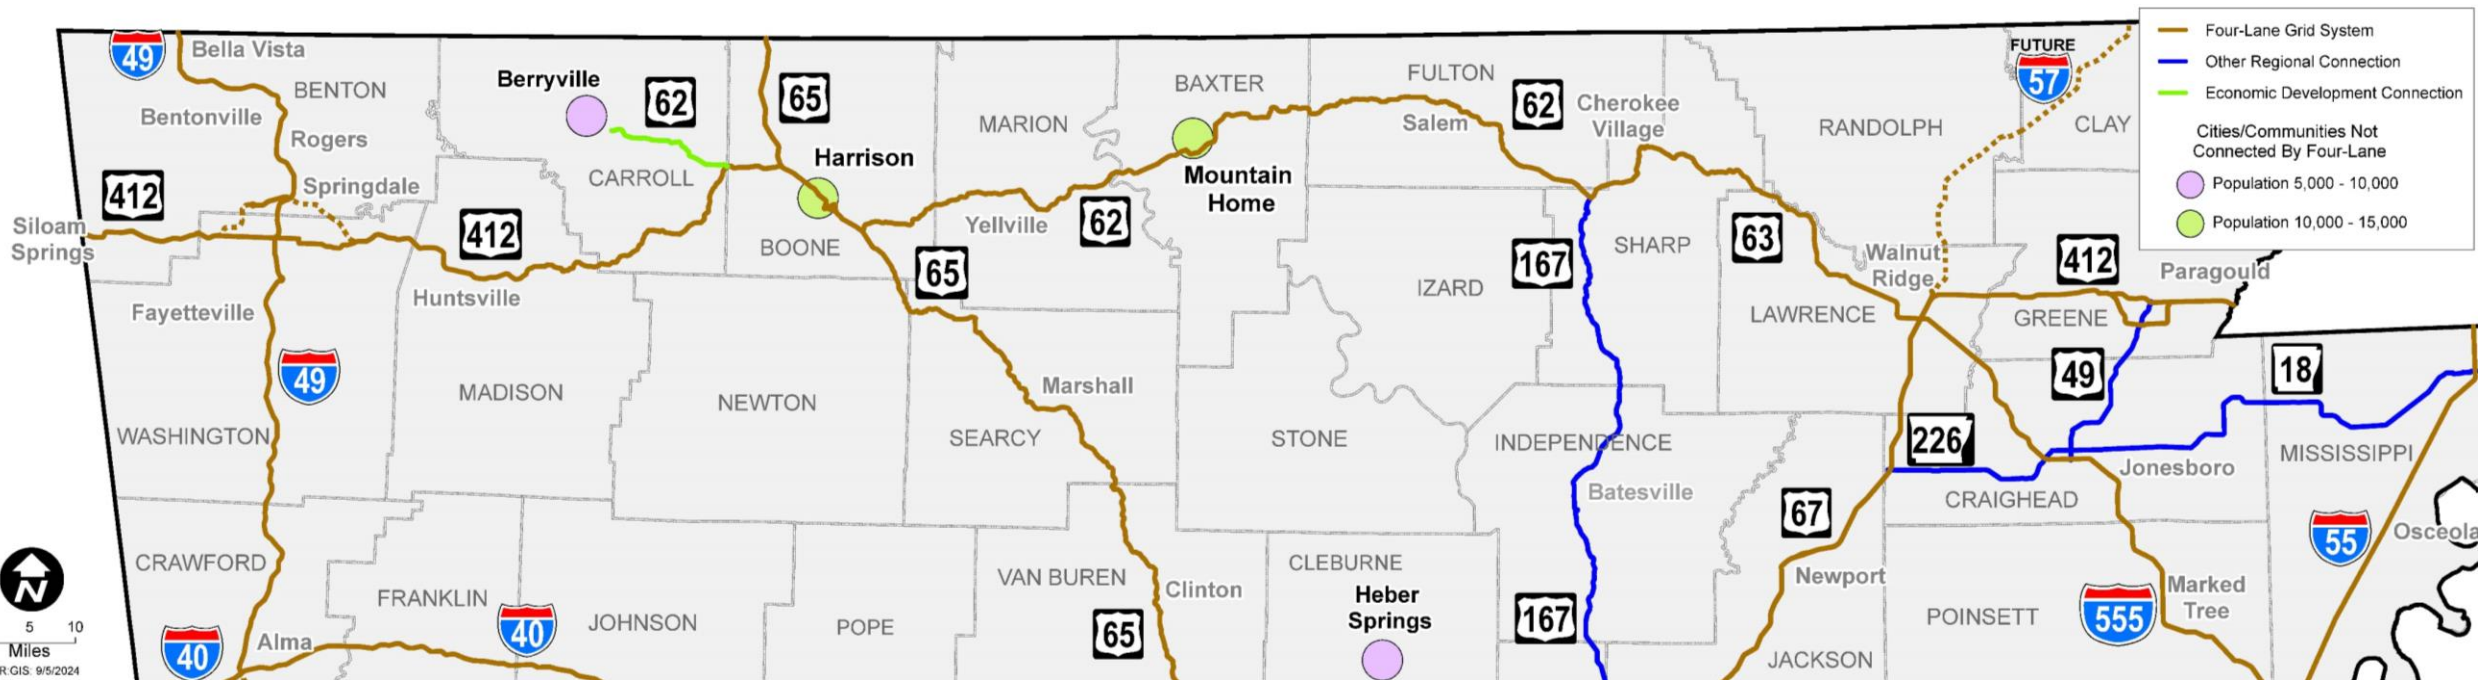 49
Bella Vista
BENTON
Bentonville
Rogers
Berryville
62
65
MARION
BAXTER
FULTON
62
Cherokee
Village
RANDOLPH
FUTURE
57
CLAY
Four-Lane Grid System
Other Regional Connection
Economic Development Connection
Cities/Communities Not
Connected By Four-Lane
Population 5,000 - 10,000
Population 10,000 - 15,000
412
Springdale
CARROLL
Harrison
Mountain
Home
Salem
Siloam
Springs
412
BOONE
Yellville
62
65
167
SHARP
63
Walnut
Ridge
412
Paragould
Fayetteville
Huntsville
IZARD
LAWRENCE
GREENE
49
MADISON
NEWTON
Marshall
49
18
WASHINGTON
SEARCY
STONE
INDEPENDENCE
226
Jonesboro
MISSISSIPPI
Batesville
67
CRAIGHEAD
55
Osceola
N
5 10
Miles
R:GIS: 9/5/2024
CRAWFORD
FRANKLIN
40
JOHNSON
POPE
VAN BUREN
Clinton
65
CLEBURNE
Heber
Springs
167
Newport
POINSETT
555
Marked
Tree
40
Alma
JACKSON